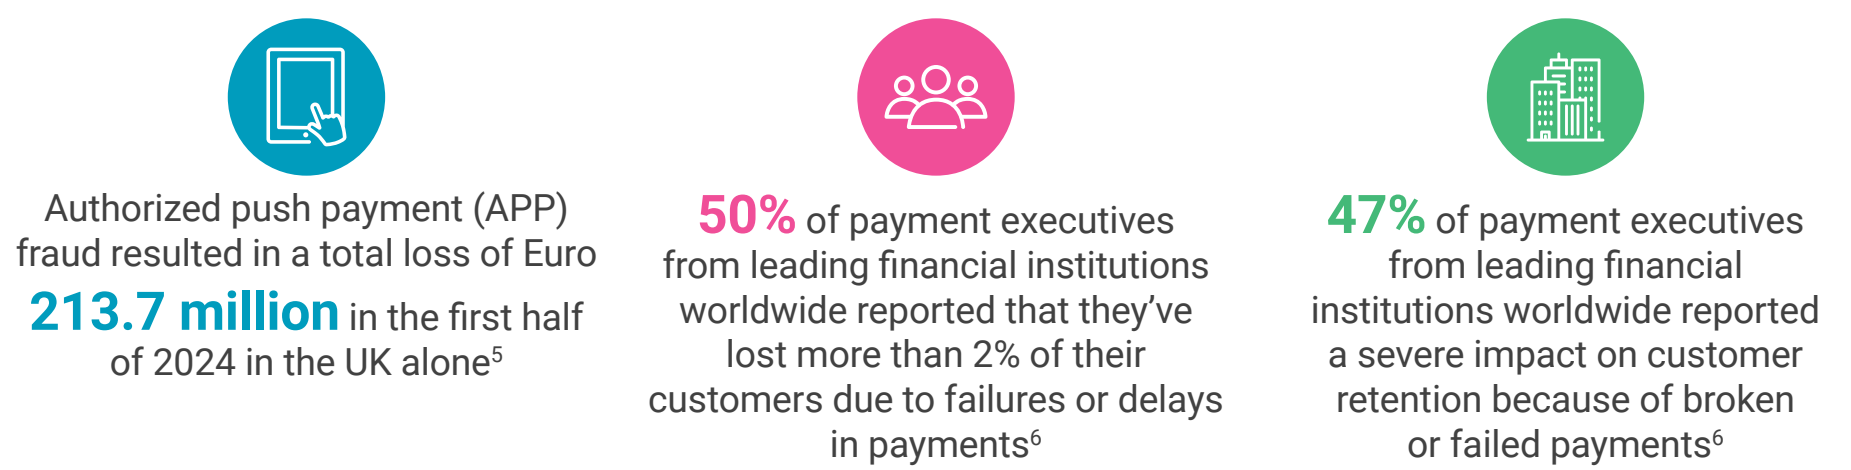 Authorized push payment (APP)
fraud resulted in a total loss of Euro
213.7 million in the first half
of 2024 in the UK alone⁵
50% of payment executives
from leading financial institutions
worldwide reported that they’ve
lost more than 2% of their
customers due to failures or delays
in payments⁶
47% of payment executives
from leading financial
institutions worldwide reported
a severe impact on customer
retention because of broken
or failed payments⁶